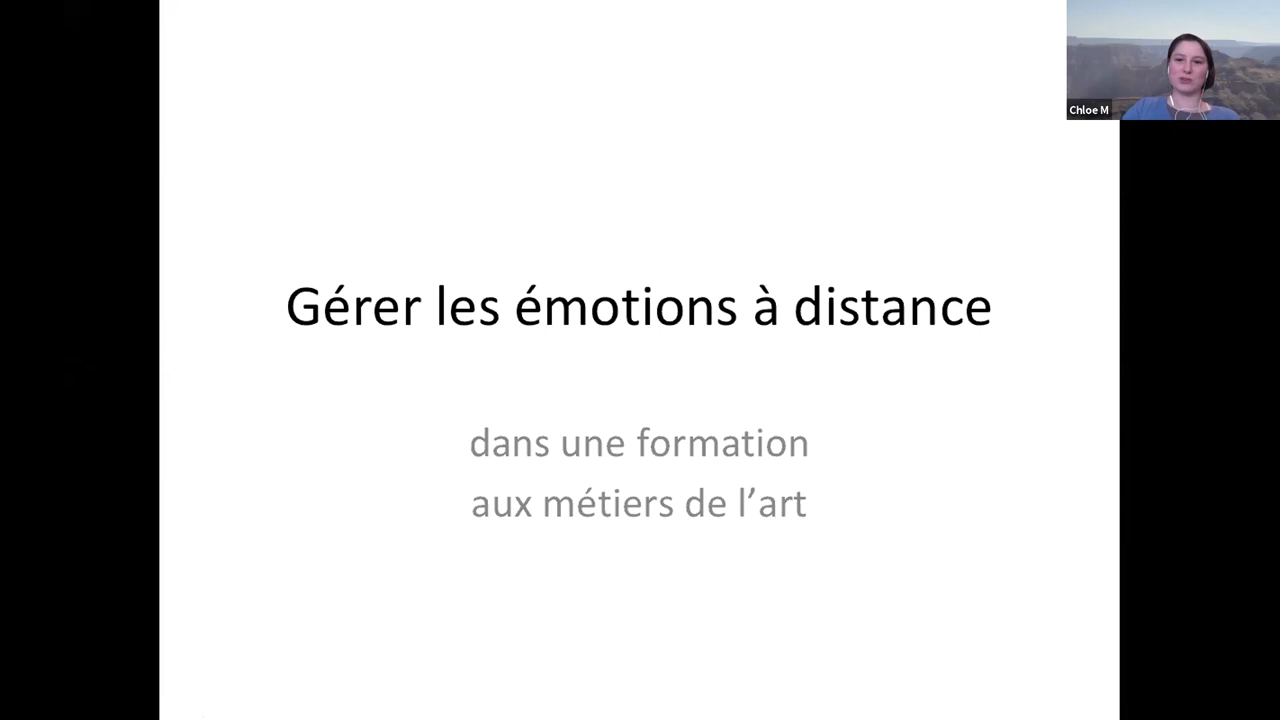 Chloe M
Gérer les émotions à distance
dans une formation
aux métiers de l’art